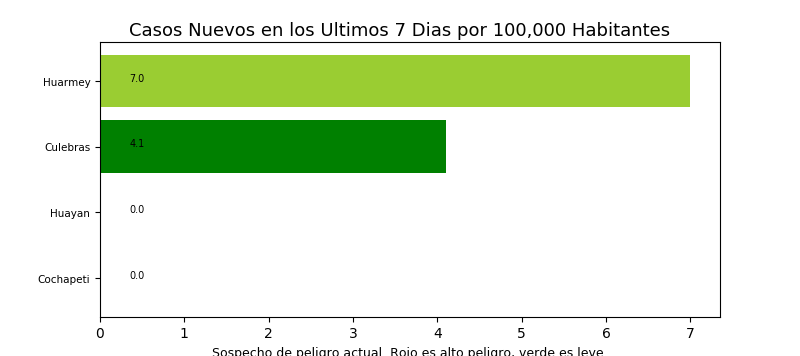 Casos Nuevos en los Ultimos 7 Dias por 100,000 Habitantes
Huarmey 7.0
Culebras 4.1
Huayan 0.0
Cochapeti 0.0
0 1 2 3 4 5 6 7
Sospecho de peligro actual. Rojo es alto peligro, verde es leve